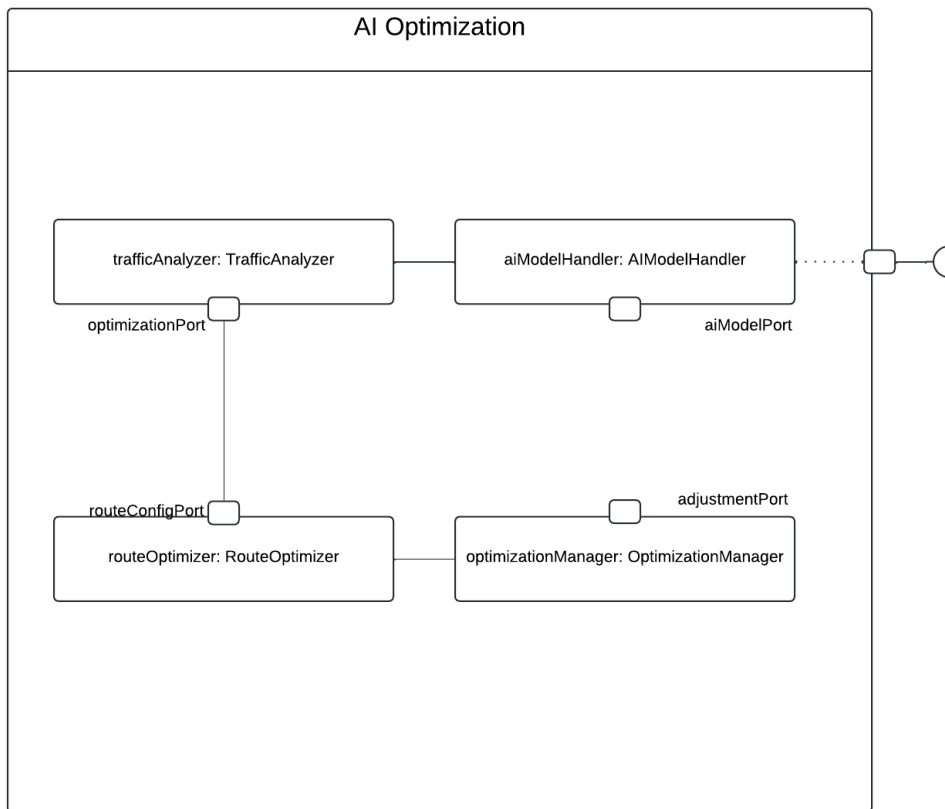 AI Optimization
trafficAnalyzer: TrafficAnalyzer
aiModelHandler: AIModelHandler
optimizationPort
aiModelPort
routeConfigPort
adjustmentPort
routeOptimizer: RouteOptimizer
optimizationManager: OptimizationManager